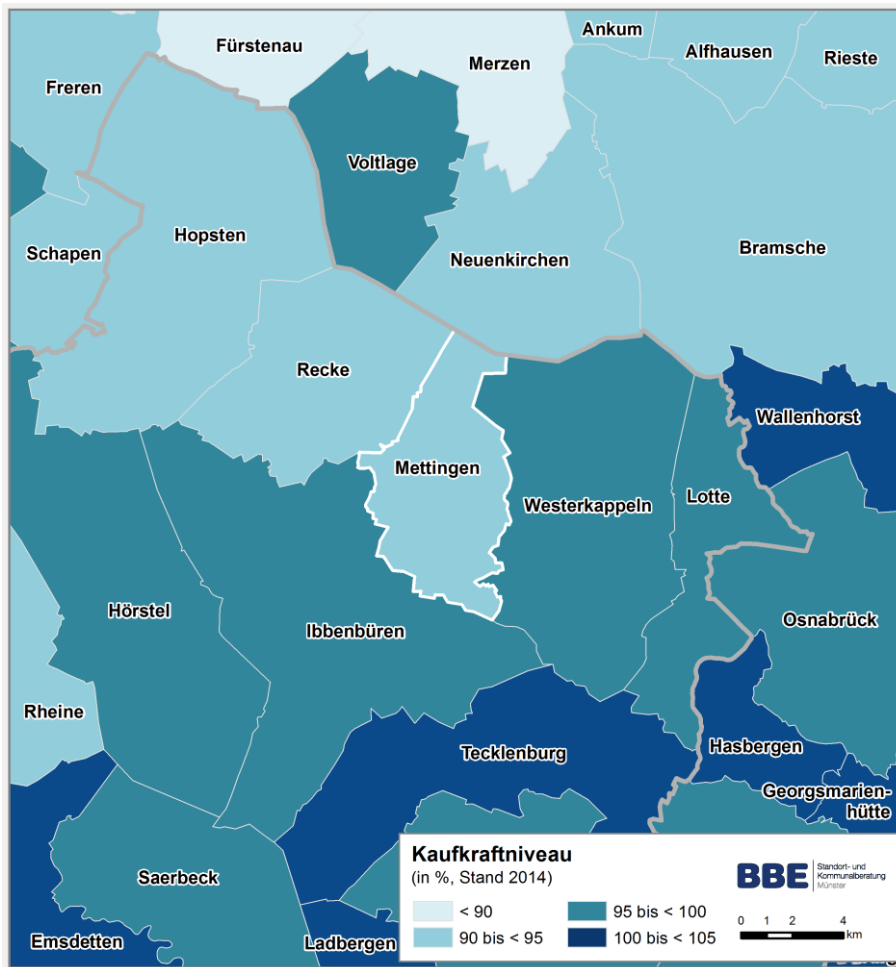 Fürstenau
Ankum
Merzen
Alfhausen
Rieste
Freren
Voltlage
Hopsten
Schapen
Neuenkirchen
Bramsche
Recke
Wallenhorst
Mettingen
Westerkappeln
Lotte
Hörstel
Ibbenbüren
Osnabrück
Rheine
Tecklenburg
Hasbergen
Georgsmarien-
hütte
Saerbeck
Emsdetten
Ladbergen
Kaufkraftniveau
(in %, Stand 2014)
< 90
90 bis < 95
95 bis < 100
100 bis < 105
BBE Standort- und
Kommunalberatung
Münster
0 1 2 4
km